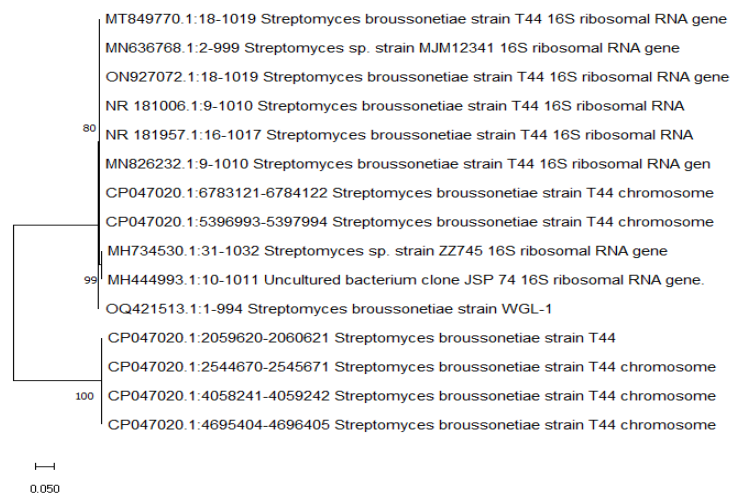 MT849770.1:18-1019 Streptomyces broussonetiae strain T44 16S ribosomal RNA gene
MN636768.1:2-999 Streptomyces sp. strain MJM12341 16S ribosomal RNA gene
ON927072.1:18-1019 Streptomyces broussonetiae strain T44 16S ribosomal RNA gene
NR 181006.1:9-1010 Streptomyces broussonetiae strain T44 16S ribosomal RNA
80
NR 181957.1:16-1017 Streptomyces broussonetiae strain T44 16S ribosomal RNA
MN826232.1:9-1010 Streptomyces broussonetiae strain T44 16S ribosomal RNA gen
CP047020.1:6783121-6784122 Streptomyces broussonetiae strain T44 chromosome
CP047020.1:5396993-5397994 Streptomyces broussonetiae strain T44 chromosome
MH734530.1:31-1032 Streptomyces sp. strain ZZ745 16S ribosomal RNA gene
99 MH444993.1:10-1011 Uncultured bacterium clone JSP 74 16S ribosomal RNA gene.
OQ421513.1:1-994 Streptomyces broussonetiae strain WGL-1
CP047020.1:2059620-2060621 Streptomyces broussonetiae strain T44
CP047020.1:2544670-2545671 Streptomyces broussonetiae strain T44 chromosome
100 CP047020.1:4058241-4059242 Streptomyces broussonetiae strain T44 chromosome
CP047020.1:4695404-4696405 Streptomyces broussonetiae strain T44 chromosome
0.050